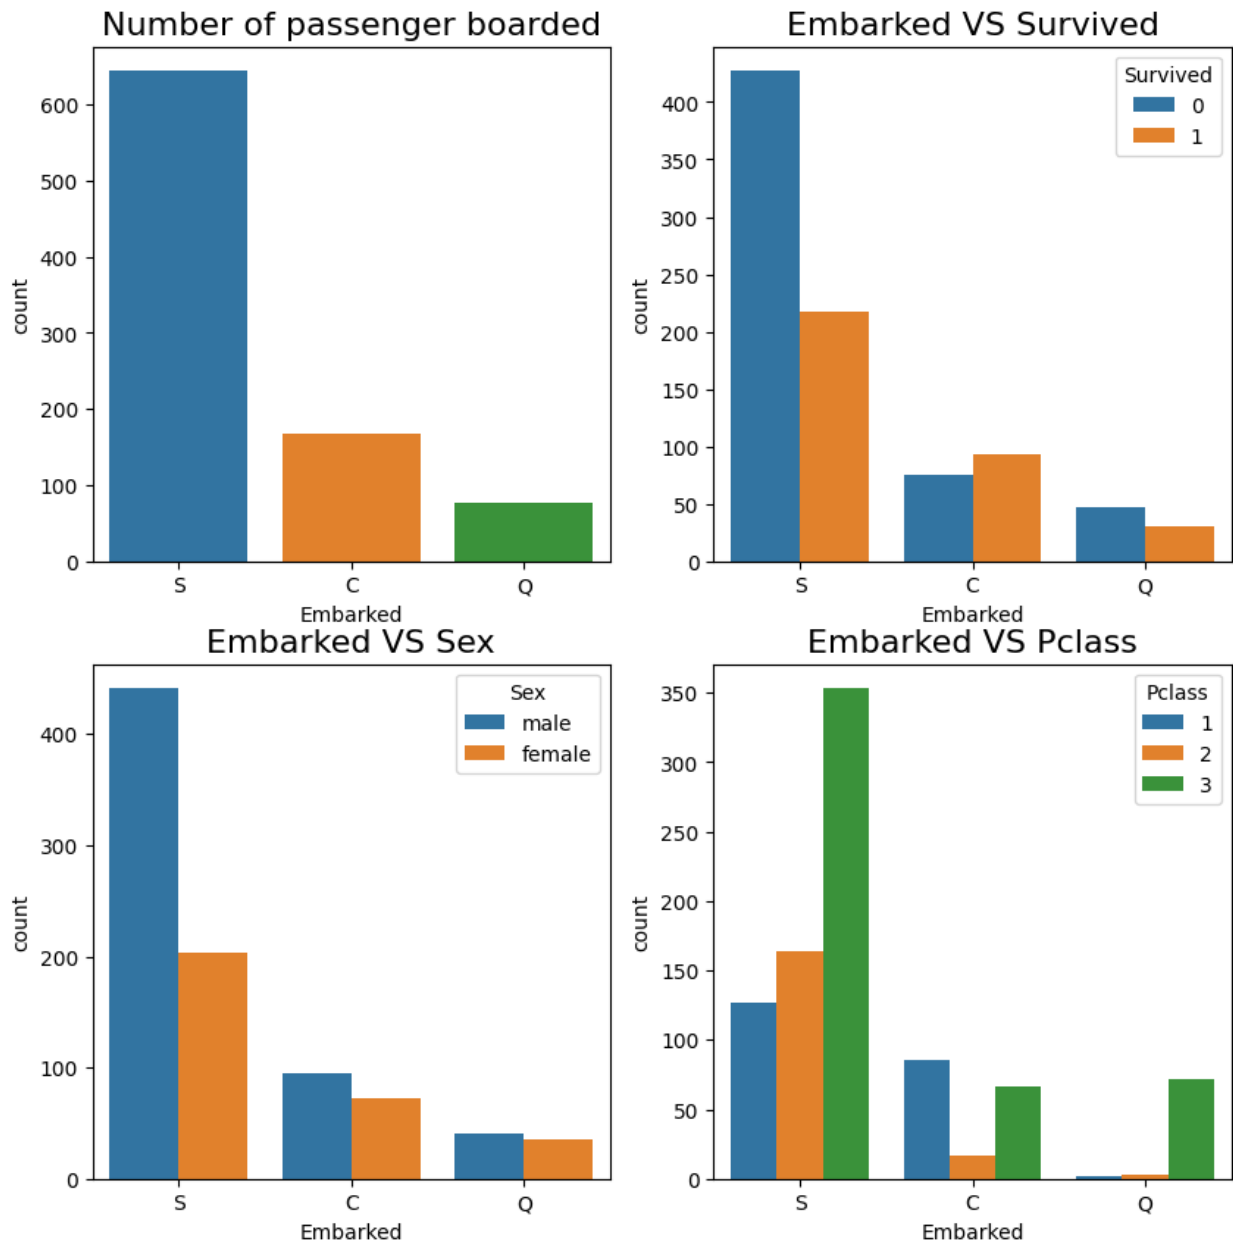 Number of passenger boarded
600
500
400
300
200
100
0
count
S C Q
Embarked
Embarked VS Survived
Survived
0
1
400
350
300
250
200
150
100
50
0
count
S C Q
Embarked
Embarked VS Sex
Sex
male
female
400
300
200
100
0
count
S C Q
Embarked
Embarked VS Pclass
Pclass
1
2
3
350
300
250
200
150
100
50
0
count
S C Q
Embarked